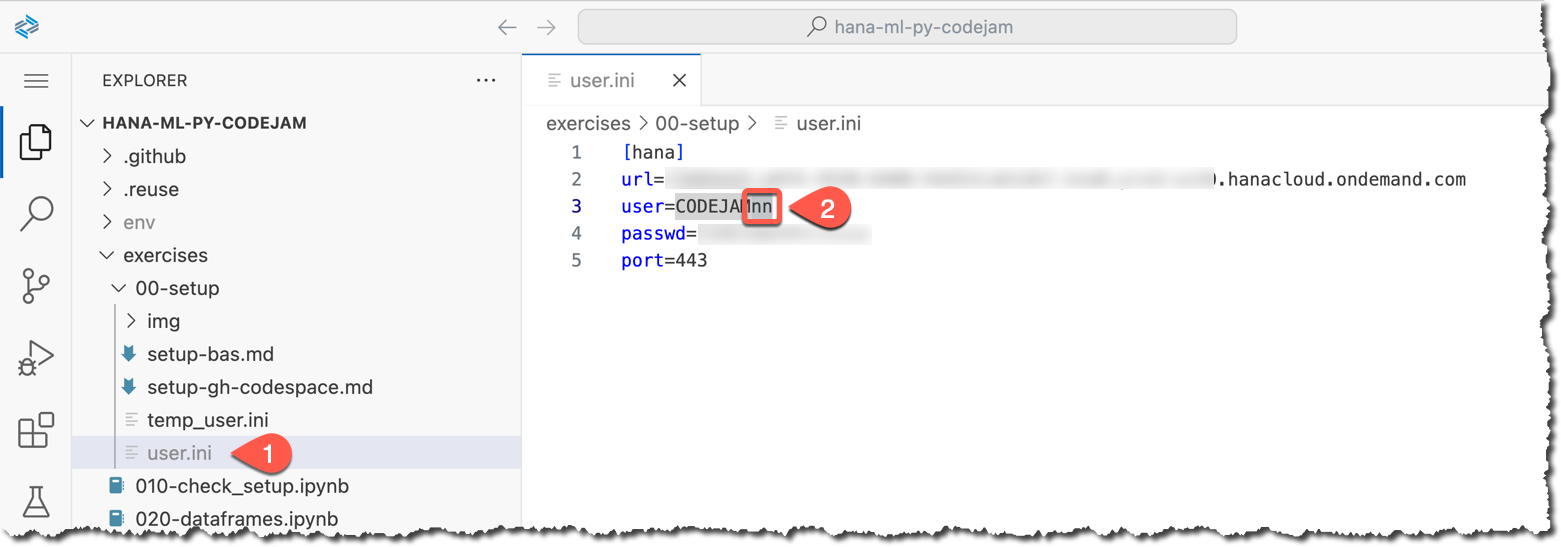 hana-ml-py-codejam
EXPLORER
HANA-ML-PY-CODEJAM
.github
.reuse
env
exercises
00-setup
img
setup-bas.md
setup-gh-codespace.md
temp_user.ini
user.ini
1
010-check_setup.ipynb
020-dataframes.ipynb
user.ini
exercises > 00-setup > user.ini
1 [hana]
2 url= .hanacloud.ondemand.com
3 user=CODEJAMnn
2
4 passwd=
5 port=443